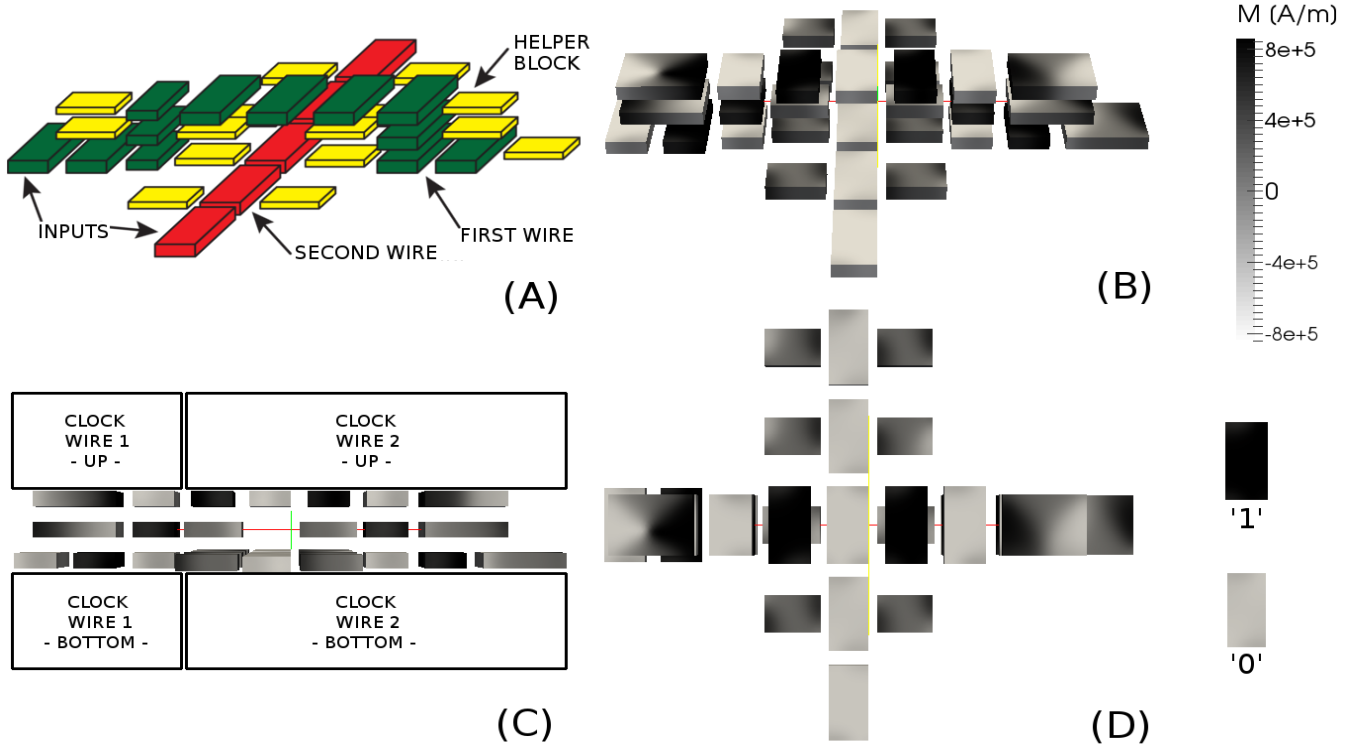 HELPER
BLOCK
INPUTS
SECOND WIRE
FIRST WIRE
(A)
(B)
M (A/m)
8e+5
4e+5
0
-4e+5
-8e+5
CLOCK
WIRE 1
- UP -
CLOCK
WIRE 2
- UP -
CLOCK
WIRE 1
- BOTTOM -
CLOCK
WIRE 2
- BOTTOM -
(C)
(D)
'1'
'0'